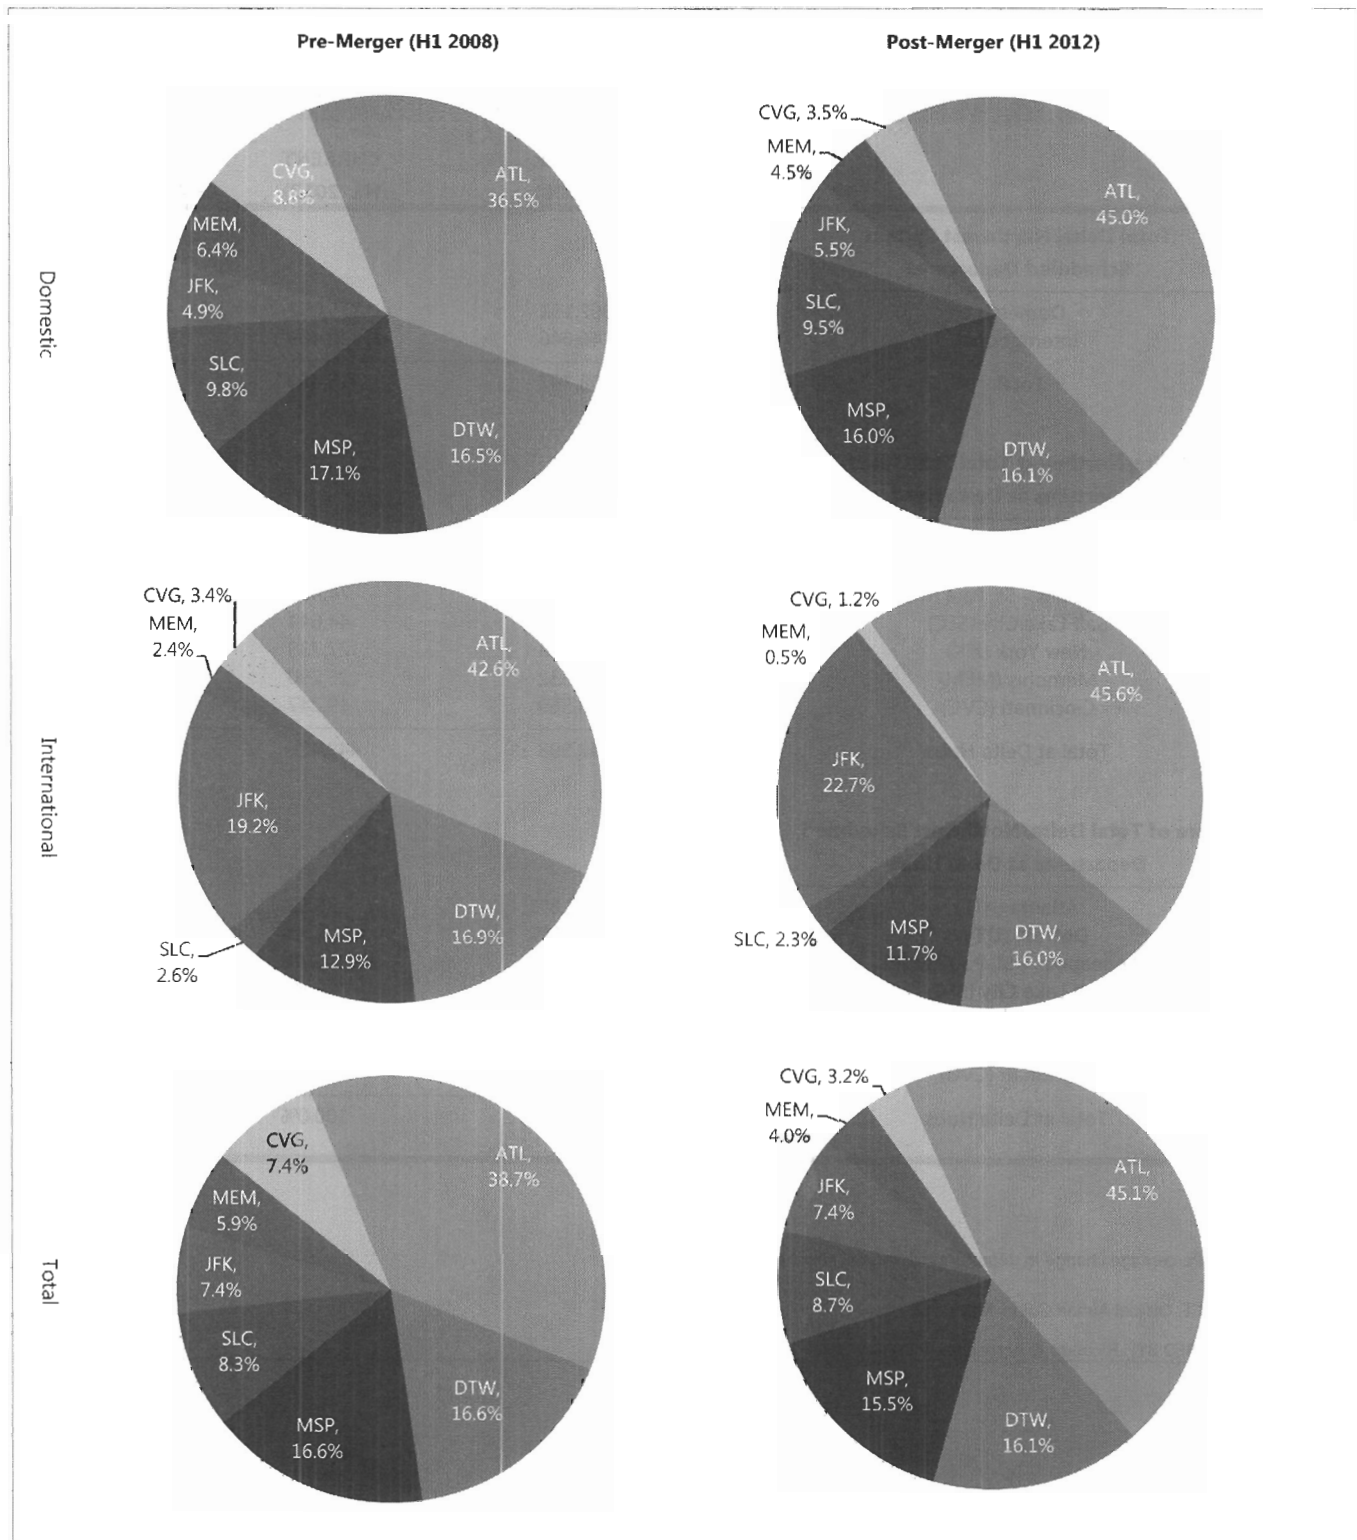 Pre-Merger (H1 2008)
Post-Merger (H1 2012)
Domestic
CVG,
8.8%
ATL,
36.5%
MEM,
6.4%
JFK,
4.9%
SLC,
9.8%
MSP,
17.1%
DTW,
16.5%
CVG, 3.5%
MEM,
4.5%
ATL,
45.0%
JFK,
5.5%
SLC,
9.5%
MSP,
16.0%
DTW,
16.1%
International
CVG, 3.4%
MEM,
2.4%
ATL,
42.6%
JFK,
19.2%
SLC,
2.6%
MSP,
12.9%
DTW,
16.9%
CVG, 1.2%
MEM,
0.5%
ATL,
45.6%
JFK,
22.7%
SLC, 2.3%
MSP,
11.7%
DTW,
16.0%
Total
CVG,
7.4%
ATL,
38.7%
MEM,
5.9%
JFK,
7.4%
SLC,
8.3%
MSP,
16.6%
DTW,
16.6%
CVG, 3.2%
MEM,
4.0%
ATL,
45.1%
JFK,
7.4%
SLC,
8.7%
MSP,
15.5%
DTW,
16.1%